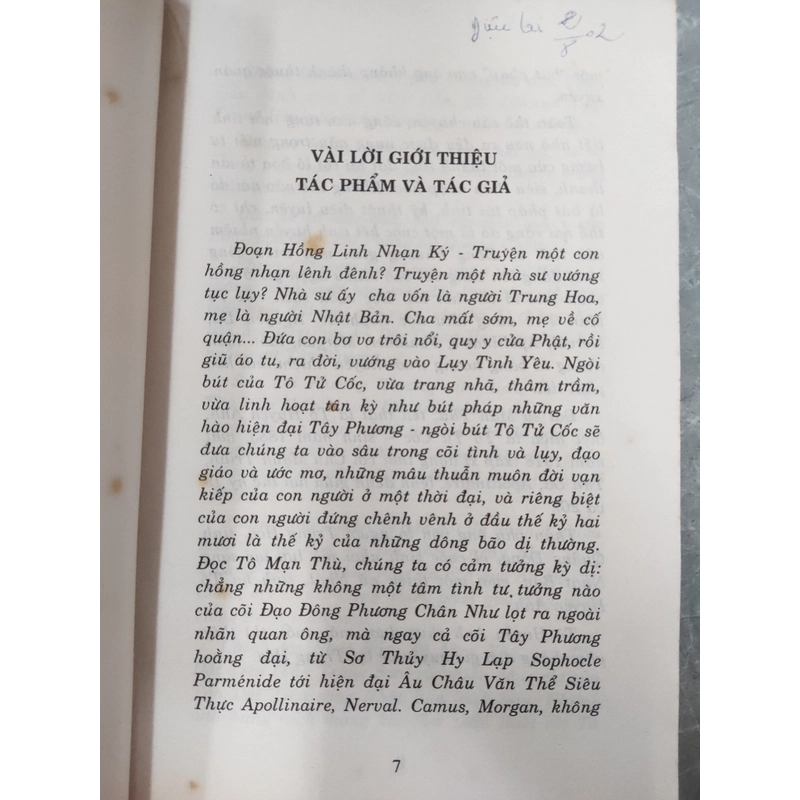 VÀI LỜI GIỚI THIỆU
TÁC PHẨM VÀ TÁC GIẢ
Đoạn Hồng Linh Nhạn Ký - Truyện một con
hồng nhạn lênh đênh? Truyện một nhà sư vướng
tục lụy? Nhà sư ấy cha vốn là người Trung Hoa,
mẹ là người Nhật Bản. Cha mất sớm, mẹ về cố
quận... Đứa con bơ vơ trôi nổi, quy y cửa Phật, rồi
giũ áo tu, ra đời, vướng vào Lụy Tình Yêu. Ngòi
bút của Tô Tử Cốc, vừa trang nhã, thâm trầm,
vừa linh hoạt tân kỳ như bút pháp những văn
hào hiện đại Tây Phương - ngòi bút Tô Tử Cốc sẽ
đưa chúng ta vào sâu trong cõi tình và lụy, đạo
giáo và ước mơ, những mâu thuẫn muôn đời vạn
kiếp của con người ở một thời đại, và riêng biệt
của con người đứng chênh vênh ở đầu thế kỷ hai
mươi là thế kỷ của những dông bão dị thường.
Đọc Tô Mạn Thù, chúng ta có cảm tưởng kỳ dị:
chẳng những không một tâm tình tư tưởng nào
của cõi Đạo Đông Phương Chân Như lọt ra ngoài
nhãn quan ông, mà ngay cả cõi Tây Phương
hoằng đại, từ Sơ Thủy Hy Lạp Sophocle
Parménide tới hiện đại Âu Châu Văn Thể Siêu
Thực Apollinaire, Nerval. Camus, Morgan, không
7